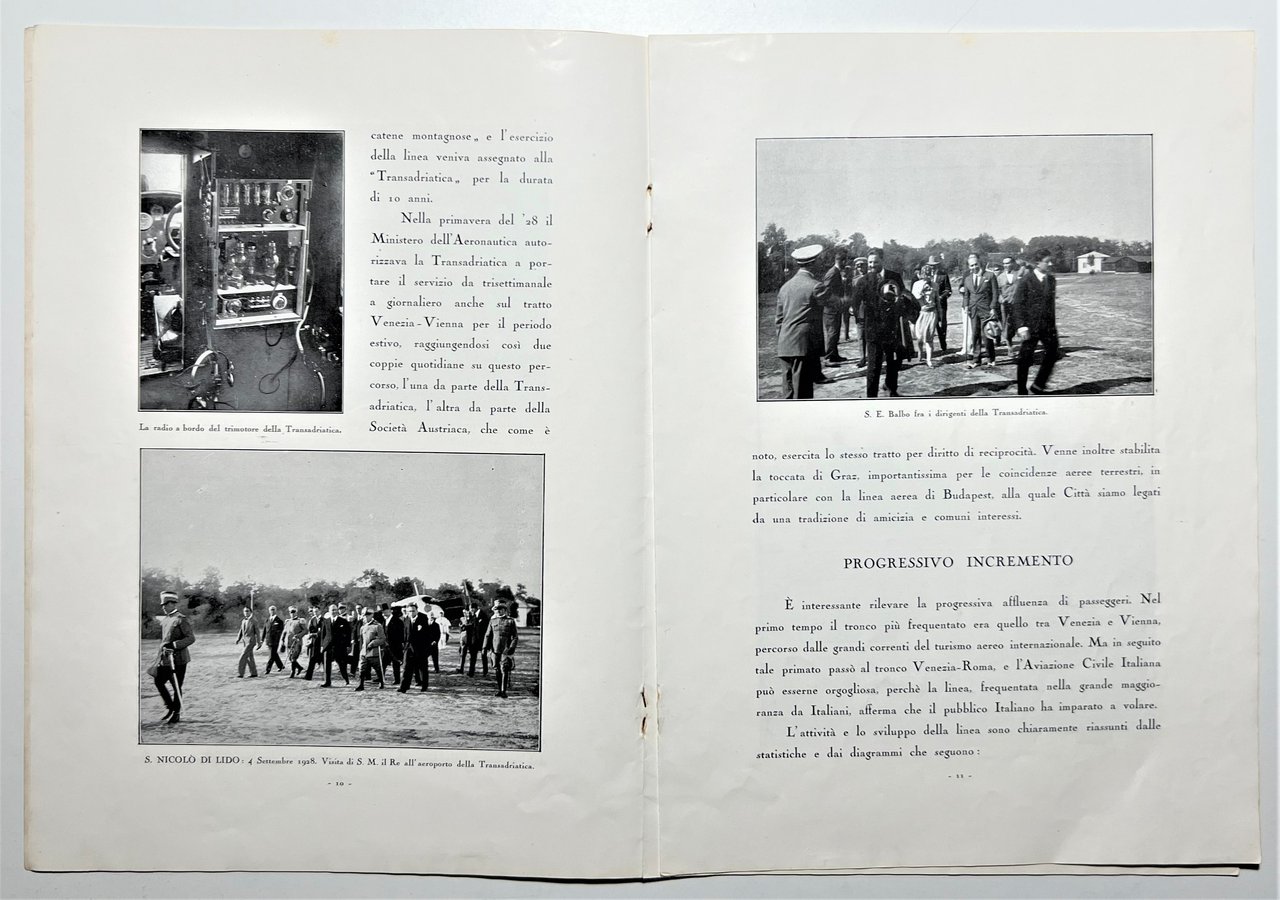 catene montagnose„ e l'esercizio
della linea veniva assegnato alla
“Transadriatica„ per la durata
di 10 anni.
Nella primavera del '28 il
Ministero dell'Aeronautica auto-
rizzava la Transadriatica a por-
tare il servizio da trisettimanale
a giornaliero anche sul tratto
Venezia-Vienna per il periodo
estivo, raggiungendosi così due
coppie quotidiane su questo per-
corso, l'una da parte della Trans-
adriatica, l'altra da parte della
Società Austriaca, che come è
La radio a bordo del trimotore della Transadriatica.
S. NICOLÒ DI LIDO: 4 Settembre 1928. Visita di S. M. il Re all'aeroporto della Transadriatica.
- 10 -
S. E. Balbo fra i dirigenti della Transadriatica.
noto, esercita lo stesso tratto per diritto di reciprocità. Venne inoltre stabilita
la toccata di Graz, importantissima per le coincidenze aeree terrestri, in
particolare con la linea aerea di Budapest, alla quale Città siamo legati
da una tradizione di amicizia e comuni interessi.
PROGRESSIVO INCREMENTO
È interessante rilevare la progressiva affluenza di passeggeri. Nel
primo tempo il tronco più frequentato era quello tra Venezia e Vienna,
percorso dalle grandi correnti del turismo aereo internazionale. Ma in seguito
tale primato passò al tronco Venezia-Roma, e l'Aviazione Civile Italiana
può esserne orgogliosa, perchè la linea, frequentata nella grande maggio-
ranza da Italiani, afferma che il pubblico Italiano ha imparato a volare.
L'attività e lo sviluppo della linea sono chiaramente riassunti dalle
statistiche e dai diagrammi che seguono:
- 11 -